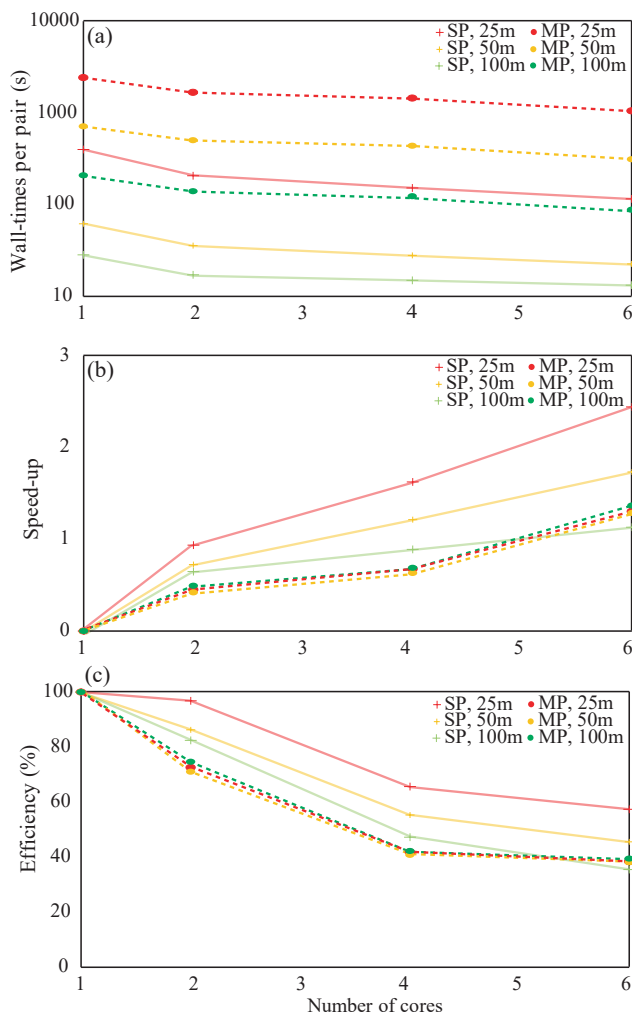 (a)
SP, 25m MP, 25m
SP, 50m MP, 50m
SP, 100m MP, 100m
Wall-times per pair (s)
10000
1000
100
10
1 2 3 4 5 6
(b)
SP, 25m MP, 25m
SP, 50m MP, 50m
SP, 100m MP, 100m
Speed-up
3
2
1
0
1 2 3 4 5 6
(c)
SP, 25m MP, 25m
SP, 50m MP, 50m
SP, 100m MP, 100m
Efficiency (%)
100
80
60
40
20
0
1 2 3 4 5 6
Number of cores